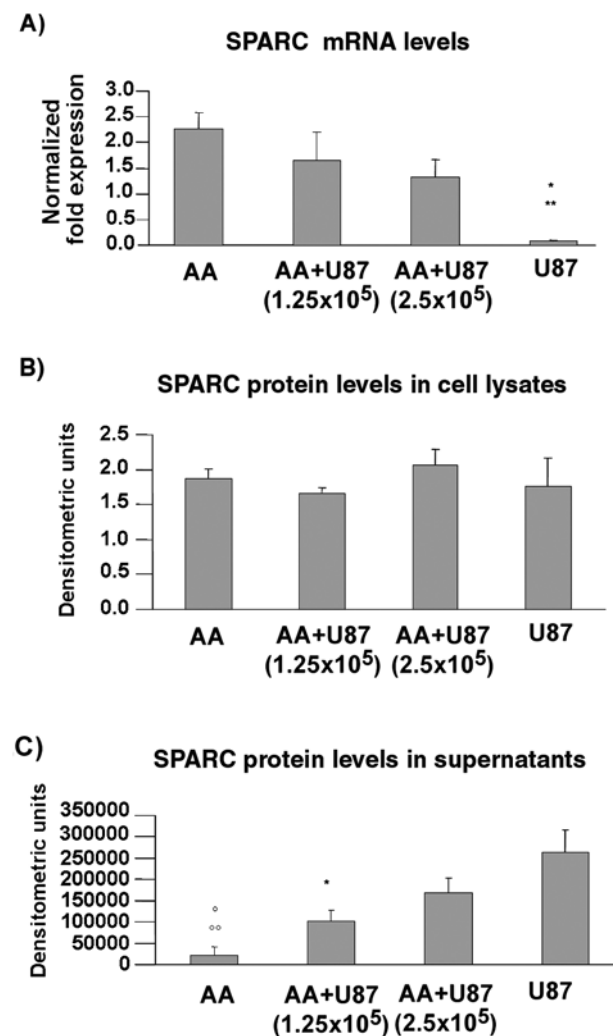 A)
SPARC mRNA levels
Normalized
fold expression
3.0
2.5
2.0
1.5
1.0
0.5
0.0
*
**
AA
AA+U87
(1.25x10⁵)
AA+U87
(2.5x10⁵)
U87
B)
SPARC protein levels in cell lysates
Densitometric units
2.5
2.0
1.5
1.0
0.5
0.0
AA
AA+U87
(1.25x10⁵)
AA+U87
(2.5x10⁵)
U87
C)
SPARC protein levels in supernatants
Densitometric units
350000
300000
250000
200000
150000
100000
50000
0
°
°°
*
AA
AA+U87
(1.25x10⁵)
AA+U87
(2.5x10⁵)
U87